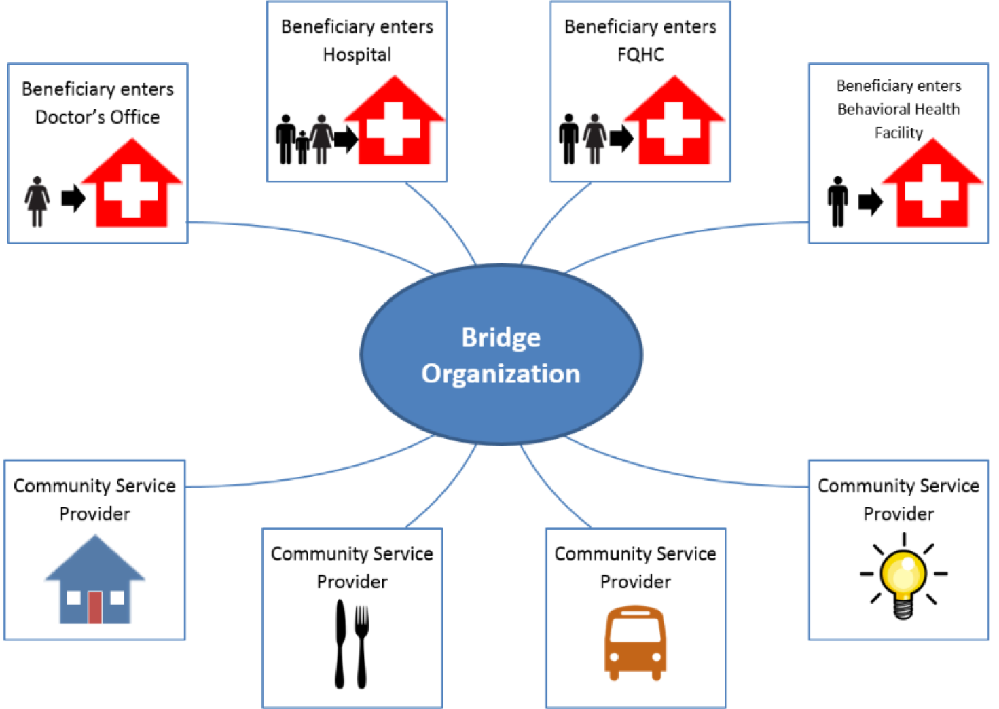 Beneficiary enters
Doctor’s Office
Beneficiary enters
Hospital
Beneficiary enters
FQHC
Beneficiary enters
Behavioral Health
Facility
Bridge
Organization
Community Service
Provider
Community Service
Provider
Community Service
Provider
Community Service
Provider